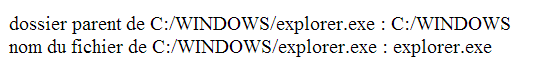 dossier parent de C:/WINDOWS/explorer.exe : C:/WINDOWS
nom du fichier de C:/WINDOWS/explorer.exe : explorer.exe